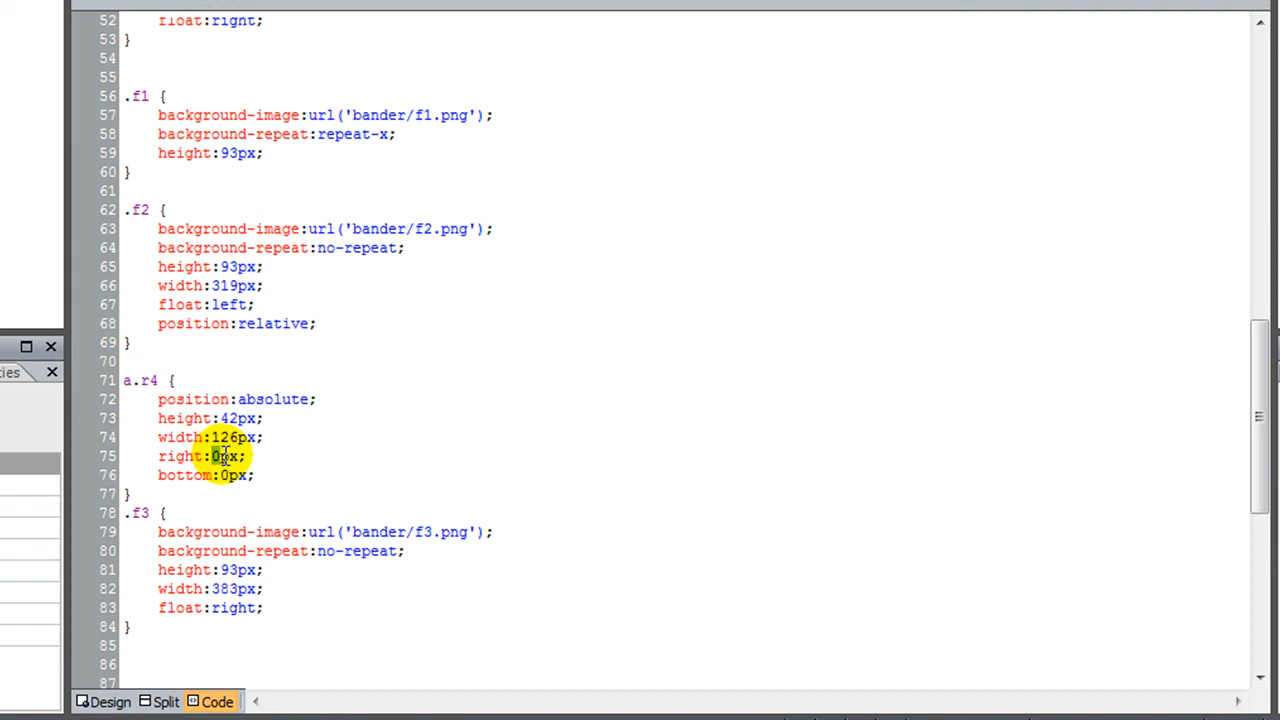 52 float:right;
53 }
54
55
56 .f1 {
57 background-image:url('bander/f1.png');
58 background-repeat:repeat-x;
59 height:93px;
60 }
61
62 .f2 {
63 background-image:url('bander/f2.png');
64 background-repeat:no-repeat;
65 height:93px;
66 width:319px;
67 float:left;
68 position:relative;
69 }
70
71 a.r4 {
72 position:absolute;
73 height:42px;
74 width:126px;
75 right:0px;
76 bottom:0px;
77 }
78 .f3 {
79 background-image:url('bander/f3.png');
80 background-repeat:no-repeat;
81 height:93px;
82 width:383px;
83 float:right;
84 }
85
86
87
ties
Design Split Code